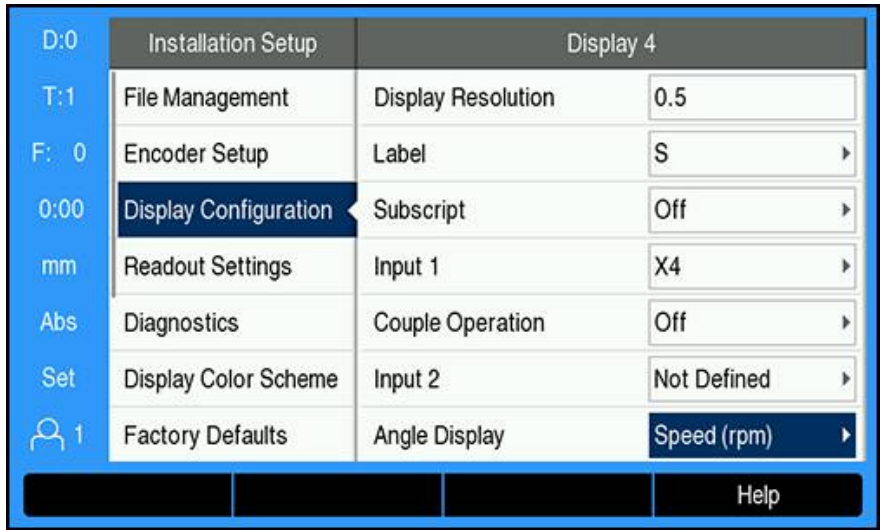 D:0 Installation Setup Display 4
T:1 File Management Display Resolution 0.5
F: 0 Encoder Setup Label S
0:00 Display Configuration Subscript Off
mm Readout Settings Input 1 X4
Abs Diagnostics Couple Operation Off
Set Display Color Scheme Input 2 Not Defined
1 Factory Defaults Angle Display Speed (rpm)
Help